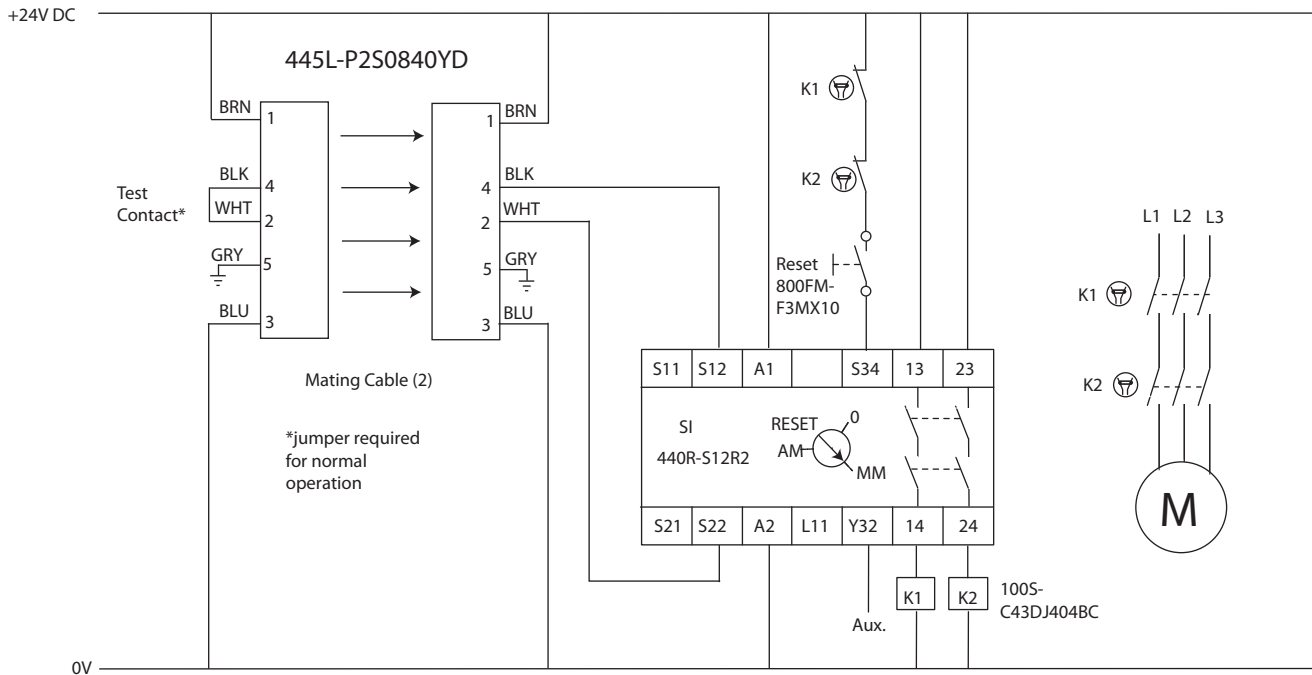 +24V DC
445L-P2S0840YD
BRN
1
BLK
4
WHT
2
GRY
5
BLU
3
Test
Contact*
BRN
1
BLK
4
WHT
2
GRY
5
BLU
3
Mating Cable (2)
*jumper required
for normal
operation
K1
K2
Reset
800FM-
F3MX10
S11 S12 A1 S34 13 23
SI
440R-S12R2
RESET
0
AM
MM
S21 S22 A2 L11 Y32 14 24
Aux.
K1
K2
100S-
C43DJ404BC
L1 L2 L3
K1
K2
M
0V